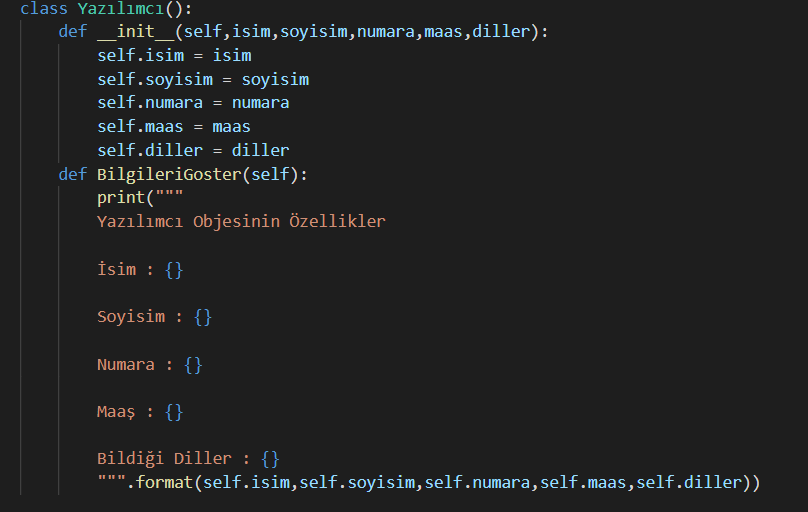 class Yazılımcı():
def __init__(self,isim,soyisim,numara,maas,diller):
self.isim = isim
self.soyisim = soyisim
self.numara = numara
self.maas = maas
self.diller = diller
def BilgileriGoster(self):
print("""
Yazılımcı Objesinin Özellikler
İsim : {}
Soyisim : {}
Numara : {}
Maaş : {}
Bildiği Diller : {}
""".format(self.isim,self.soyisim,self.numara,self.maas,self.diller))